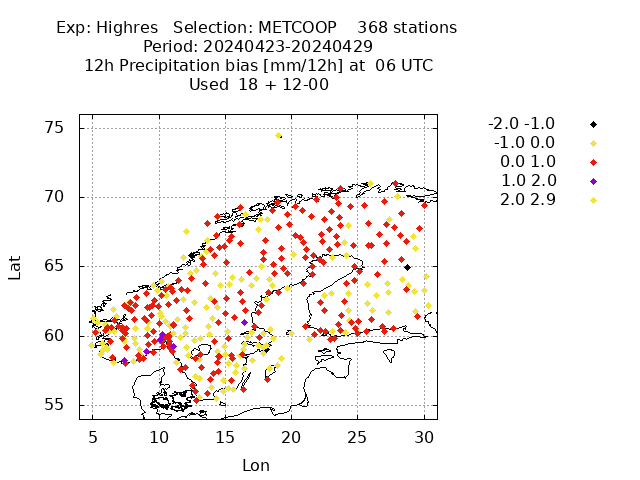 Exp: Highres   Selection: METCOOP    368 stations
Period: 20240423-20240429
12h Precipitation bias [mm/12h] at  06 UTC
Used  18 + 12-00
-2.0 -1.0
-1.0  0.0
0.0  1.0
1.0  2.0
2.0  2.9
75
70
65
60
55
Lat
5 10 15 20 25 30
Lon